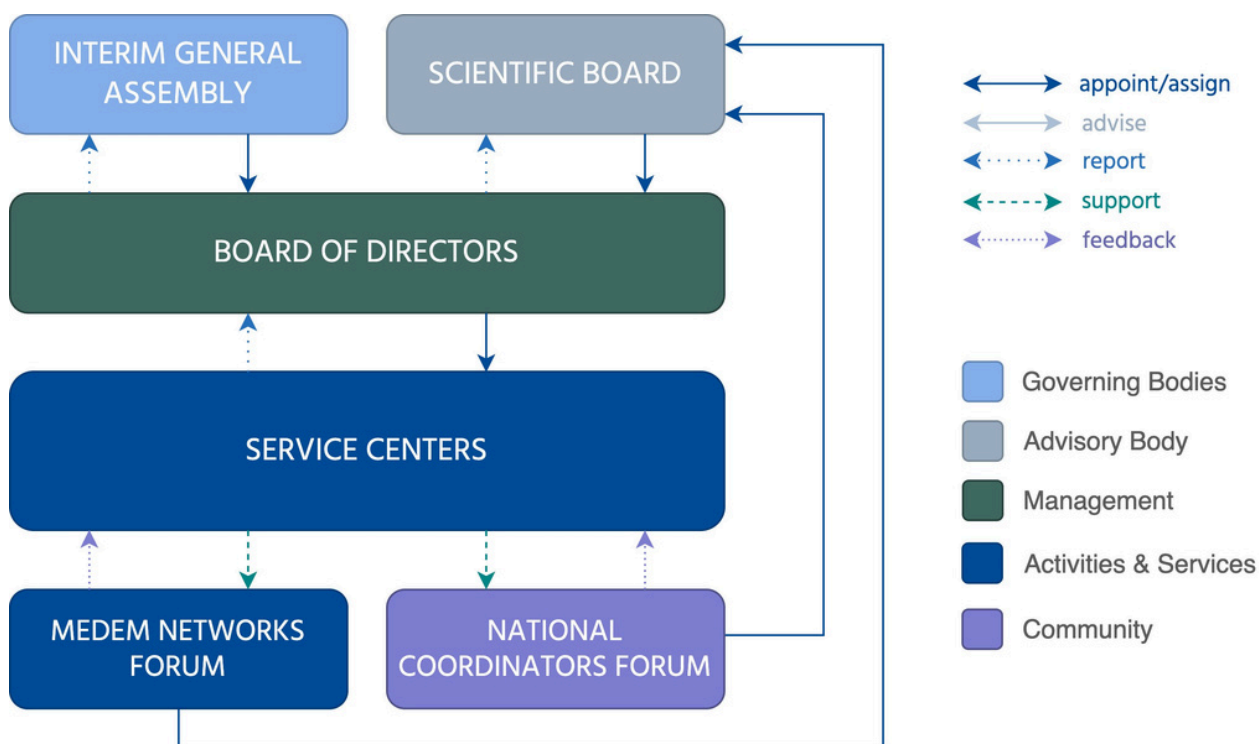 INTERIM GENERAL
ASSEMBLY
SCIENTIFIC BOARD
appoint/assign
advise
report
support
feedback
BOARD OF DIRECTORS
SERVICE CENTERS
Governing Bodies
Advisory Body
Management
Activities & Services
Community
MEDEM NETWORKS
FORUM
NATIONAL
COORDINATORS FORUM